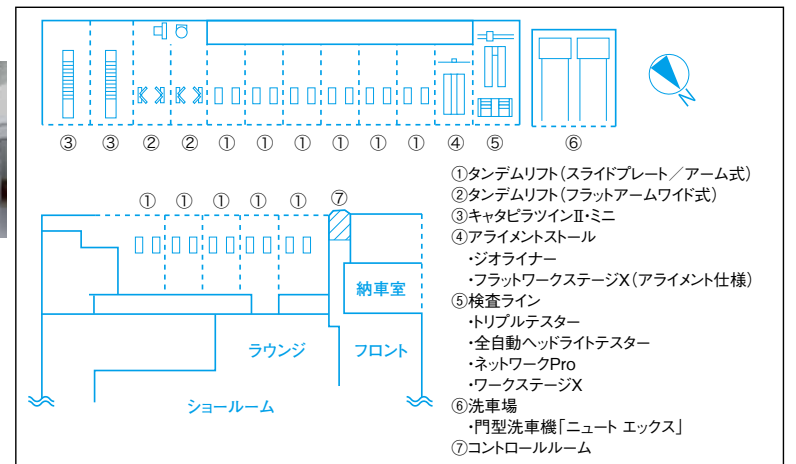 N
③ ③ ② ② ① ① ① ① ① ① ④ ⑤ ⑥
① ① ① ① ① ⑦
納車室
ラウンジ
フロント
ショールーム
①タンデムリフト(スライドプレート／アーム式)
②タンデムリフト(フラットアームワイド式)
③キャタピラツインⅡ・ミニ
④アライメントストール
・ジオライナー
・フラットワークステージX(アライメント仕様)
⑤検査ライン
・トリプルテスター
・全自動ヘッドライトテスター
・ネットワークPro
・ワークステージX
⑥洗車場
・門型洗車機「ニュート エックス」
⑦コントロールルーム